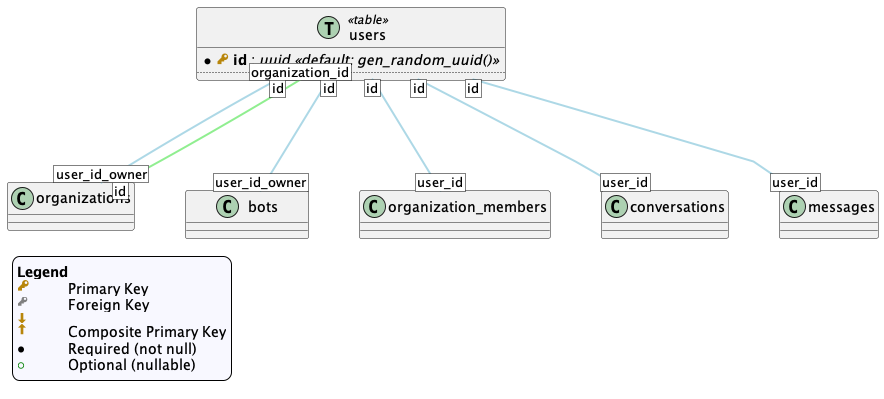 T
«table»
users
id : uuid «default: gen_random_uuid()»
organization_id
id
id
id
id
id
user_id_owner
id
user_id_owner
user_id
user_id
user_id
C organizations
C bots
C organization_members
C conversations
C messages
Legend
Primary Key
Foreign Key
Composite Primary Key
Required (not null)
Optional (nullable)